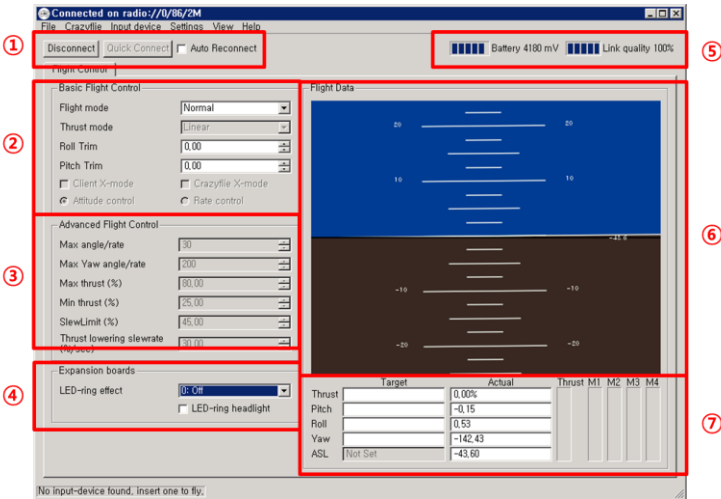 Connected on radio://0/86/2M
File Crazyflie Input device Settings View Help
① Disconnect Quick Connect Auto Reconnect
Battery 4180 mV Link quality 100% ⑤
Flight Control
Basic Flight Control
② Flight mode Normal
Thrust mode Linear
Roll Trim 0,00
Pitch Trim 0,00
Client X-mode Crazyflie X-mode
Attitude control Rate control
Advanced Flight Control
③ Max angle/rate 30
Max Yaw angle/rate 200
Max thrust (%) 80,00
Min thrust (%) 25,00
SlewLimit (%) 45,00
Thrust lowering slewrate
(%/sec) 30,00
Expansion boards
④ LED-ring effect 0: Off
LED-ring headlight
Flight Data
20 20
10 10
⑥
-43.6
-10 -10
-20 -20
Target Actual Thrust M1 M2 M3 M4
Thrust 0,00%
Pitch -0,15
Roll 0,53
Yaw -142,43
ASL Not Set -43,60
⑦
No input-device found, insert one to fly.